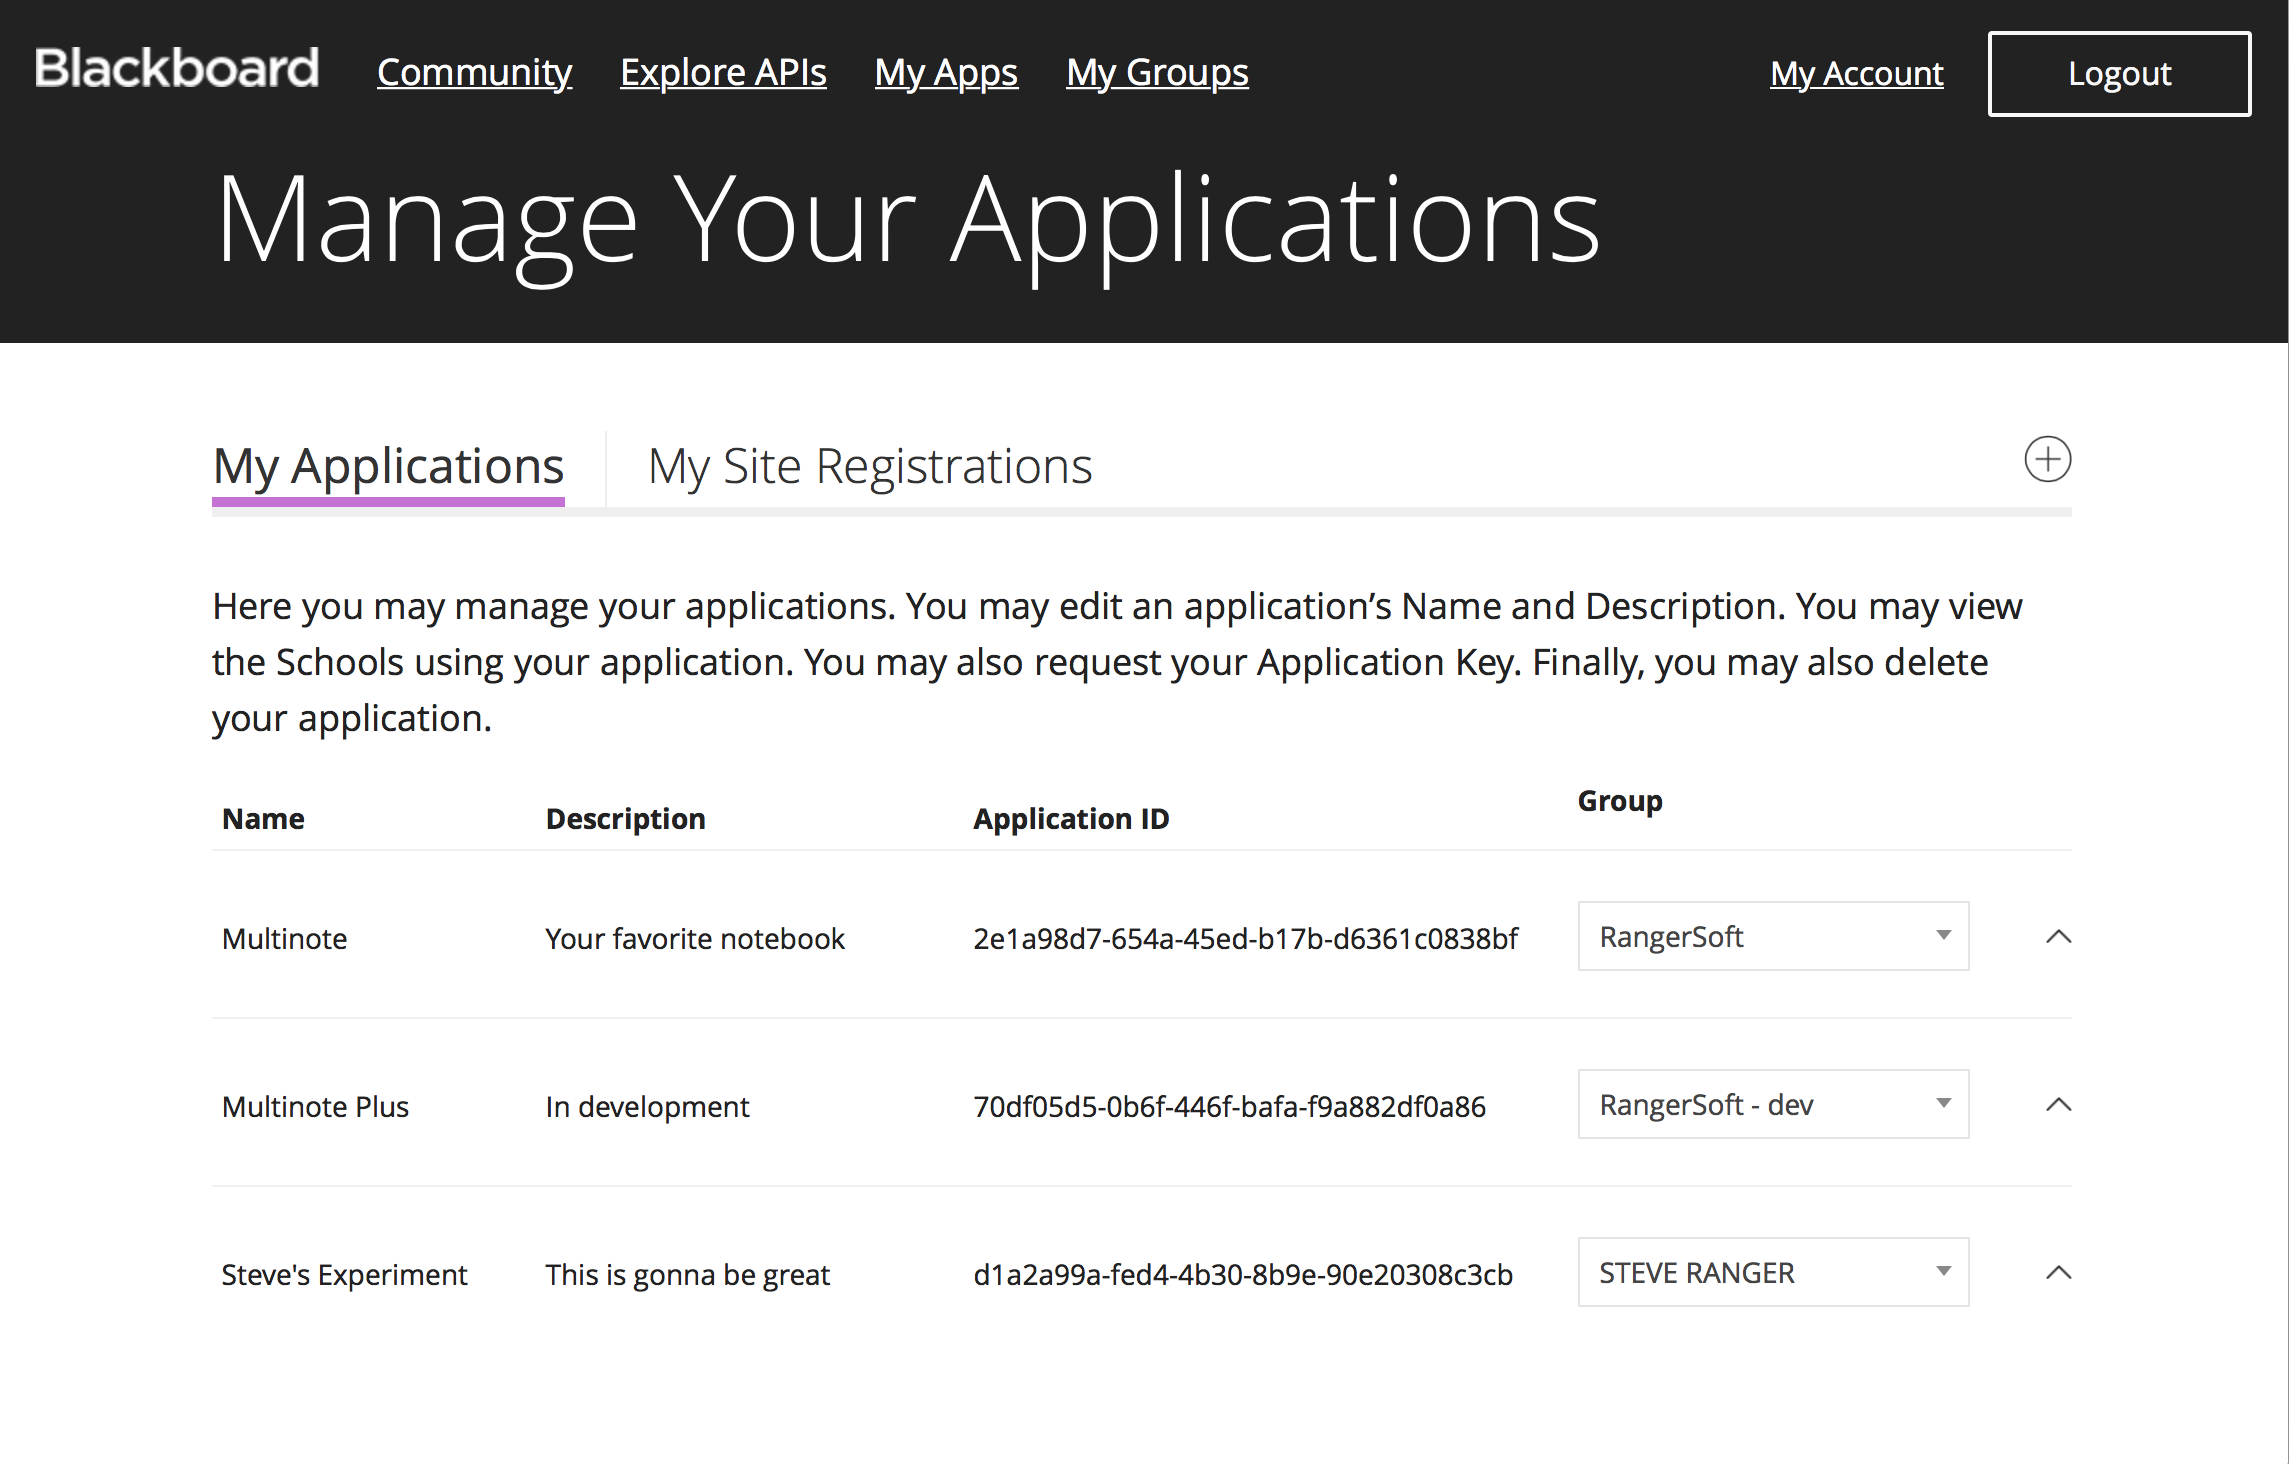 Blackboard Community Explore APIs My Apps My Groups My Account Logout
Manage Your Applications
My Applications My Site Registrations
Here you may manage your applications. You may edit an application’s Name and Description. You may view
the Schools using your application. You may also request your Application Key. Finally, you may also delete
your application.
Name Description Application ID Group
Multinote Your favorite notebook 2e1a98d7-654a-45ed-b17b-d6361c0838bf RangerSoft
Multinote Plus In development 70df05d5-0b6f-446f-bafa-f9a882df0a86 RangerSoft - dev
Steve's Experiment This is gonna be great d1a2a99a-fed4-4b30-8b9e-90e20308c3cb STEVE RANGER